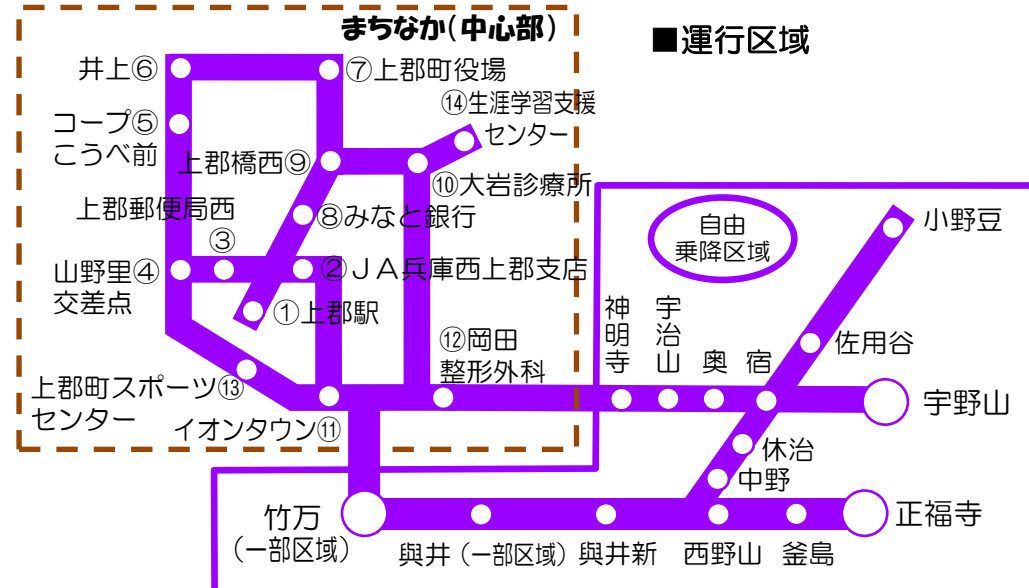 まちなか(中心部)
■運行区域
井上⑥
⑦上郡町役場
⑭生涯学習支援
センター
コープ⑤
こうべ前
上郡橋西⑨
⑩大岩診療所
上郡郵便局西
③
⑧みなと銀行
自由
乗降区域
小野豆
山野里④
交差点
②ＪＡ兵庫西上郡支店
①上郡駅
⑫岡田
整形外科
神明寺
宇治山
奥
宿
佐用谷
上郡町スポーツ⑬
センター
イオンタウン⑪
宇野山
休治
中野
竹万
(一部区域)
與井(一部区域)
與井新
西野山
釜島
正福寺